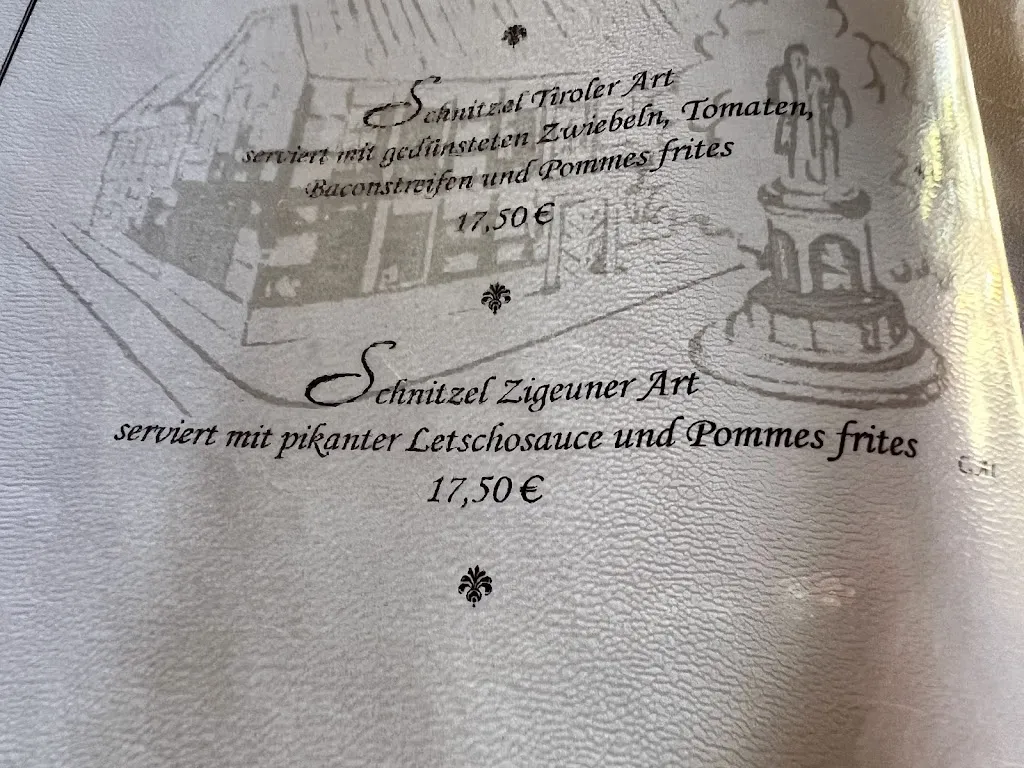 Schnitzel Tiroler Art
serviert mit gedünsteten Zwiebeln, Tomaten,
Baconstreifen und Pommes frites
17,50 €
Schnitzel Zigeuner Art
serviert mit pikanter Letschosauce und Pommes frites
17,50 €